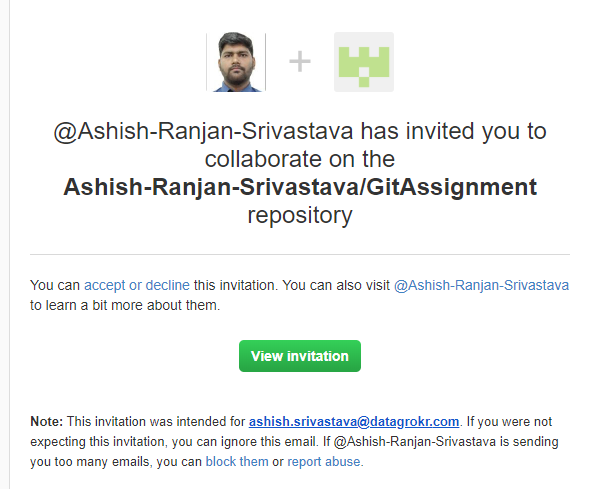 @Ashish-Ranjan-Srivastava has invited you to
collaborate on the
Ashish-Ranjan-Srivastava/GitAssignment
repository
You can accept or decline this invitation. You can also visit @Ashish-Ranjan-Srivastava
to learn a bit more about them.
View invitation
Note: This invitation was intended for ashish.srivastava@datagrokr.com. If you were not
expecting this invitation, you can ignore this email. If @Ashish-Ranjan-Srivastava is sending
you too many emails, you can block them or report abuse.